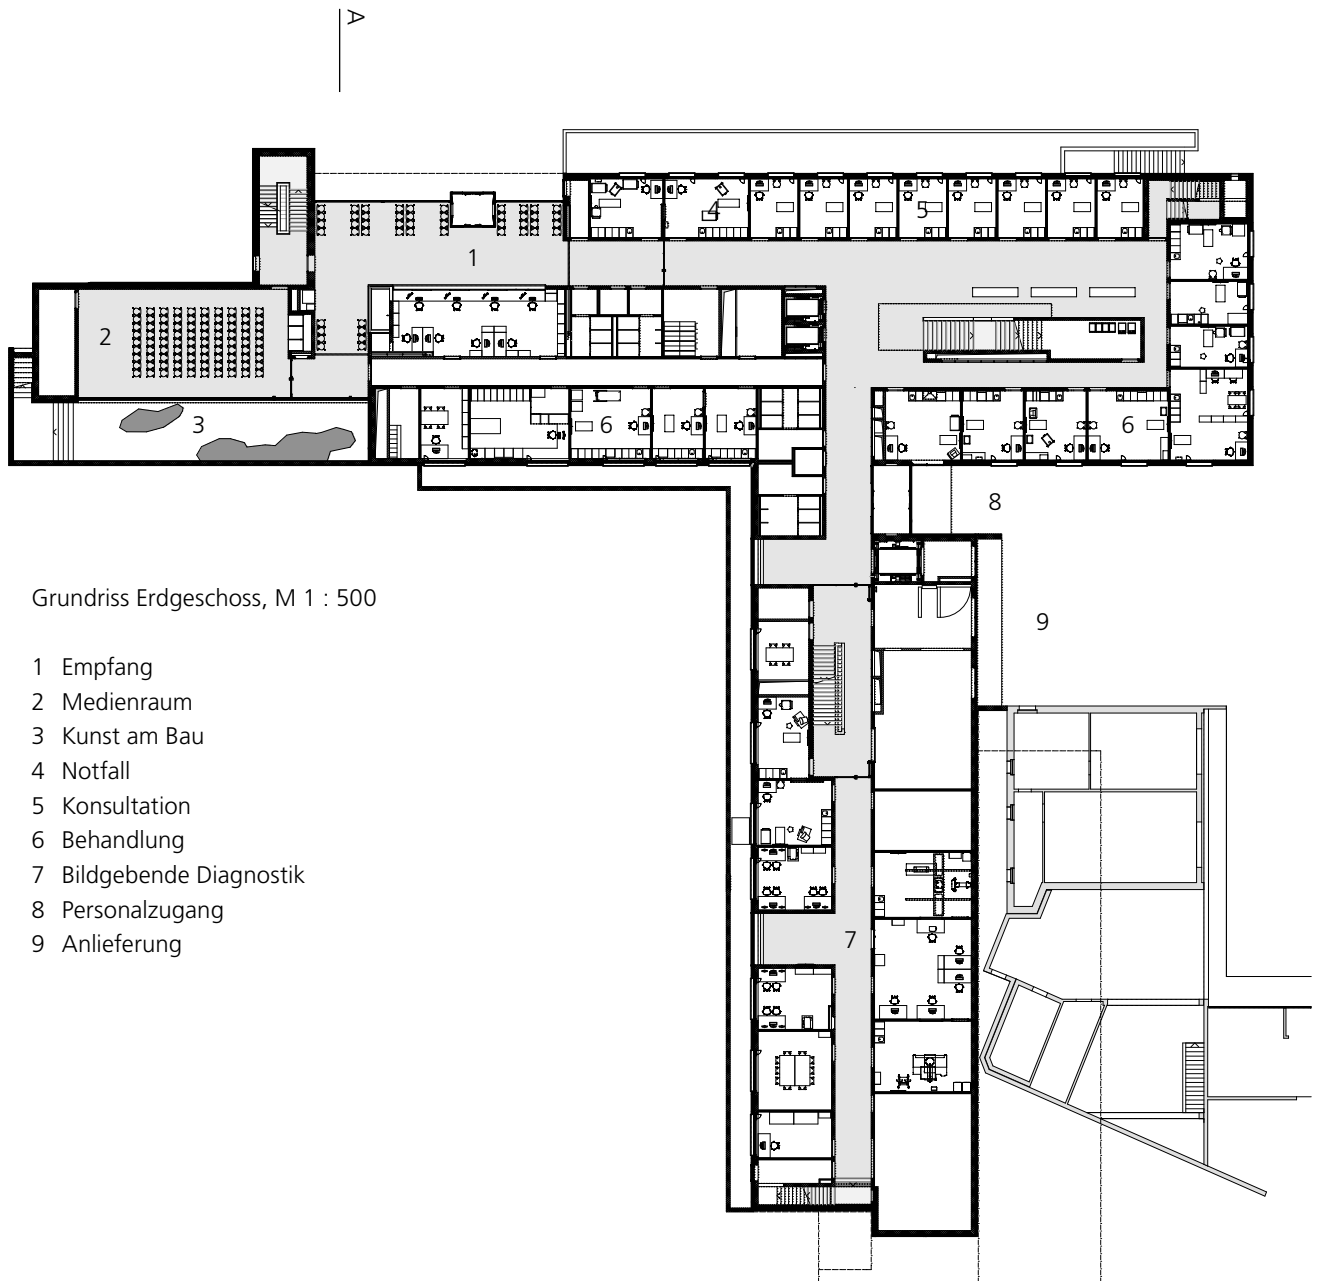 A
1
2
3
4
5
6
6
8
9
7
Grundriss Erdgeschoss, M 1 : 500
1 Empfang
2 Medienraum
3 Kunst am Bau
4 Notfall
5 Konsultation
6 Behandlung
7 Bildgebende Diagnostik
8 Personalzugang
9 Anlieferung